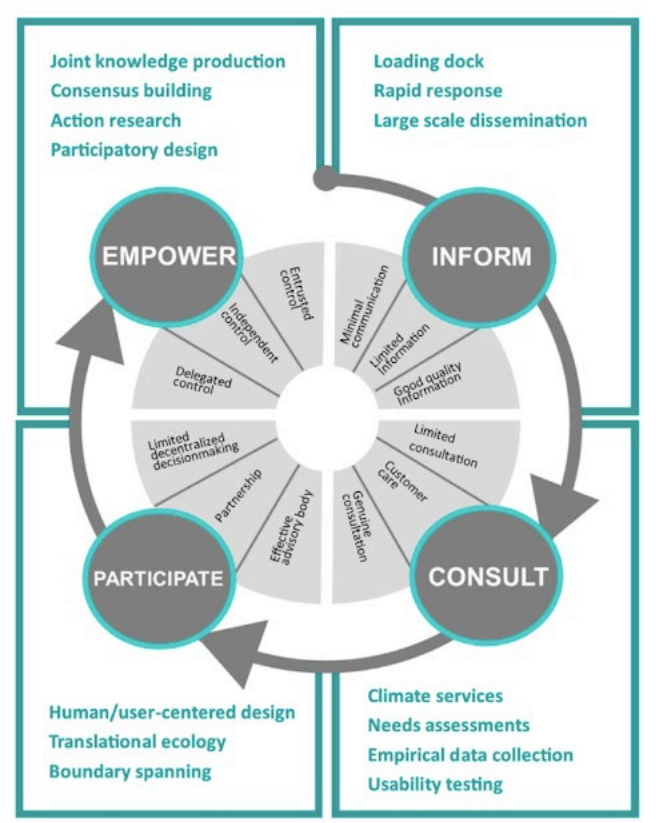 Joint knowledge production
Consensus building
Action research
Participatory design
Loading dock
Rapid response
Large scale dissemination
EMPOWER
INFORM
Entrusted
control
Independent
control
Delegated
control
Minimal
communication
Limited
information
Good quality
Information
Limited
decentralized
decisionmaking
Partnership
Effective
advisory body
Limited
consultation
Customer
care
Genuine
consultation
PARTICIPATE
CONSULT
Human/user-centered design
Translational ecology
Boundary spanning
Climate services
Needs assessments
Empirical data collection
Usability testing